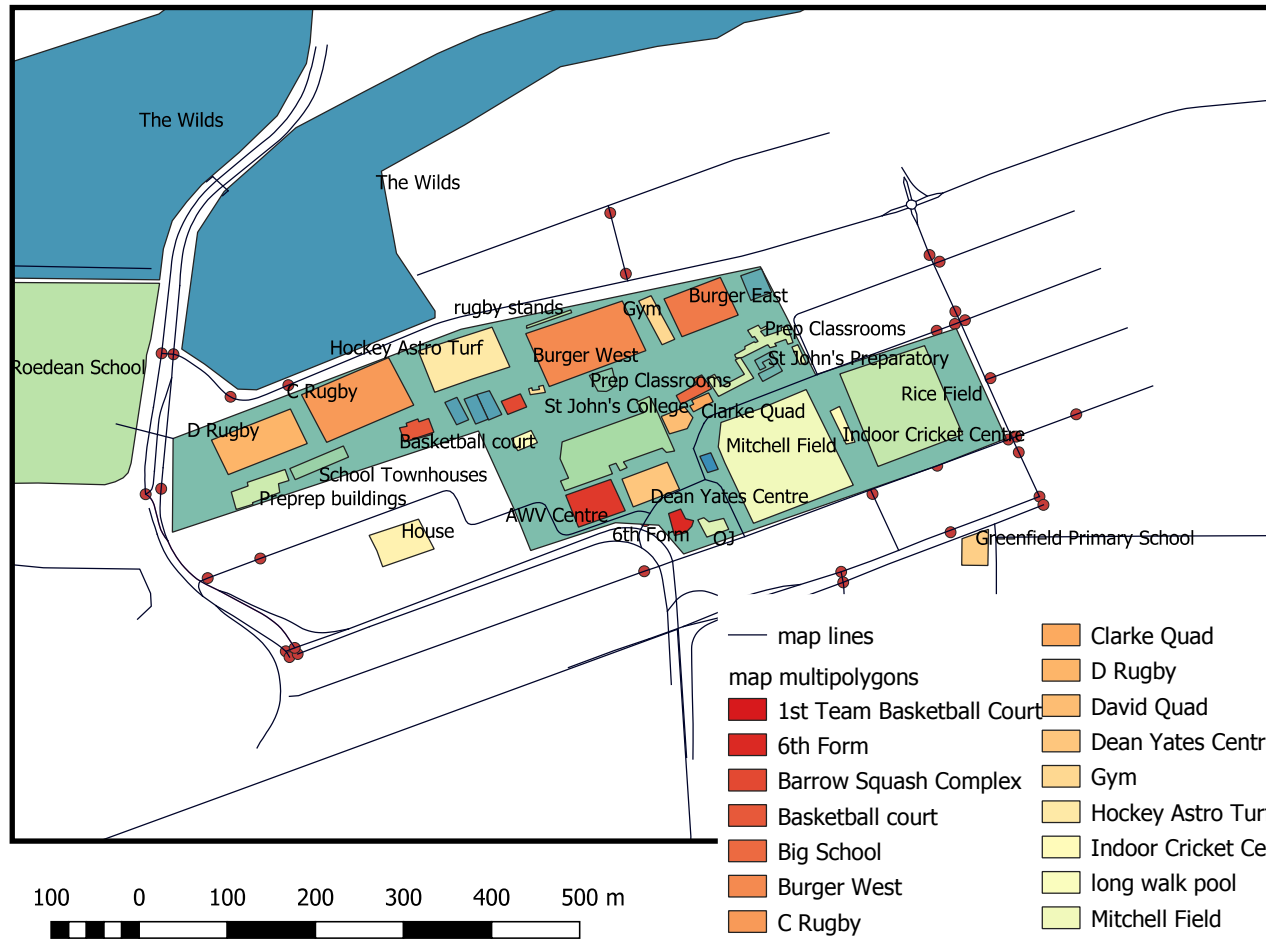 The Wilds
The Wilds
rugby stands
Gym
Burger East
Prep Classrooms
Hockey Astro Turf
Burger West
St John's Preparatory
Roedean School
C Rugby
Prep Classrooms
Rice Field
St John's College
Clarke Quad
D Rugby
Basketball court
Mitchell Field
Indoor Cricket Centre
School Townhouses
Preprep buildings
Dean Yates Centre
AWV Centre
House
6th Form
OJ
Greenfield Primary School
map lines
map multipolygons
1st Team Basketball Court
6th Form
Barrow Squash Complex
Basketball court
Big School
Burger West
C Rugby
Clarke Quad
D Rugby
David Quad
Dean Yates Centr
Gym
Hockey Astro Turf
Indoor Cricket Ce
long walk pool
Mitchell Field
100 0 100 200 300 400 500 m